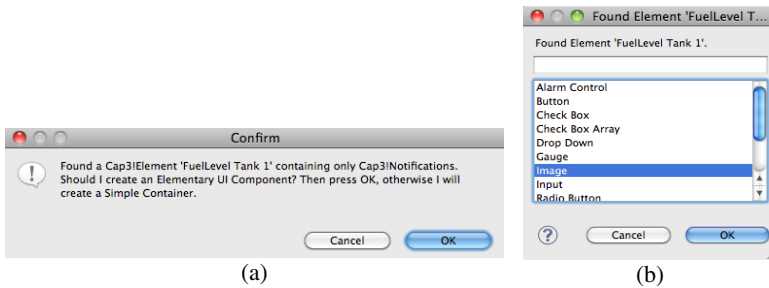 Confirm
Found a Cap3!Element 'FuelLevel Tank 1' containing only Cap3!Notifications.
Should I create an Elementary UI Component? Then press OK, otherwise I will
create a Simple Container.
Cancel
OK
(a)
Found Element 'FuelLevel T...
Found Element 'FuelLevel Tank 1'.
Alarm Control
Button
Check Box
Check Box Array
Drop Down
Gauge
Image
Input
Radio Button
?
Cancel
OK
(b)